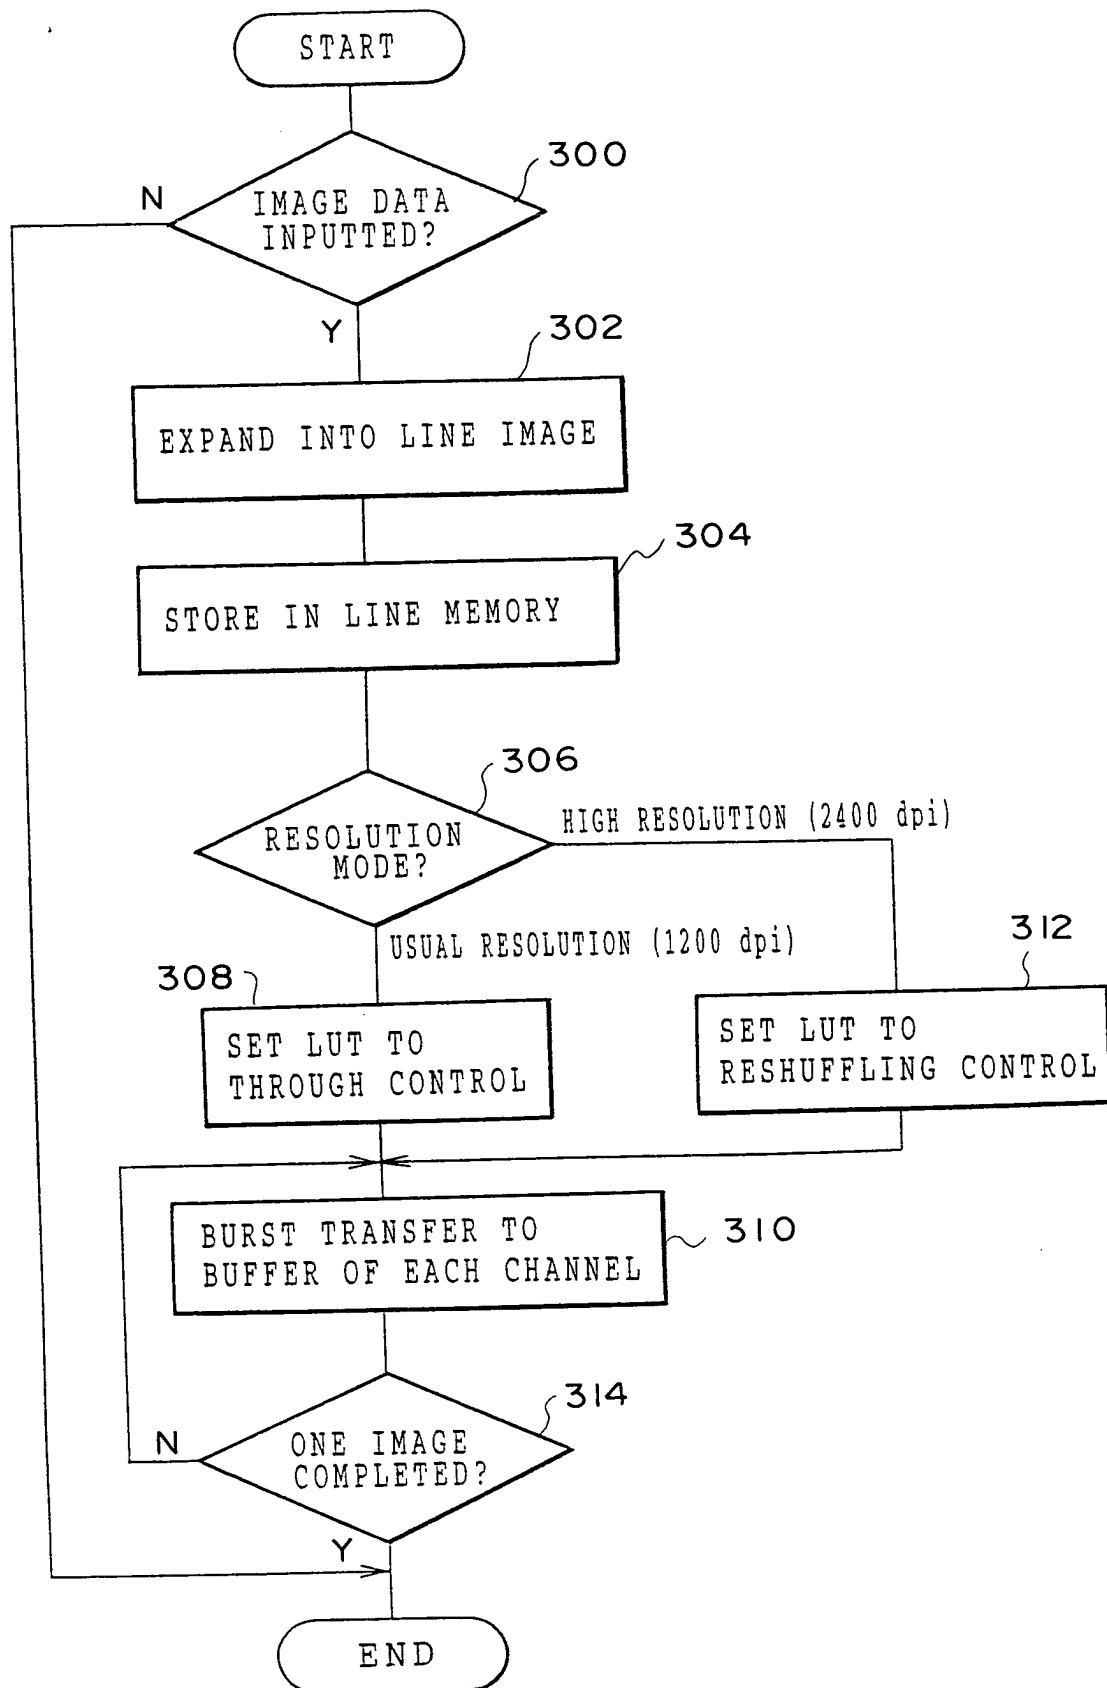 START
300
N
IMAGE DATA
INPUTTED?
Y
302
EXPAND INTO LINE IMAGE
304
STORE IN LINE MEMORY
306
HIGH RESOLUTION (2400 dpi)
RESOLUTION
MODE?
USUAL RESOLUTION (1200 dpi)
312
308
SET LUT TO
THROUGH CONTROL
SET LUT TO
RESHUFFLING CONTROL
BURST TRANSFER TO
BUFFER OF EACH CHANNEL
310
314
N
ONE IMAGE
COMPLETED?
Y
END